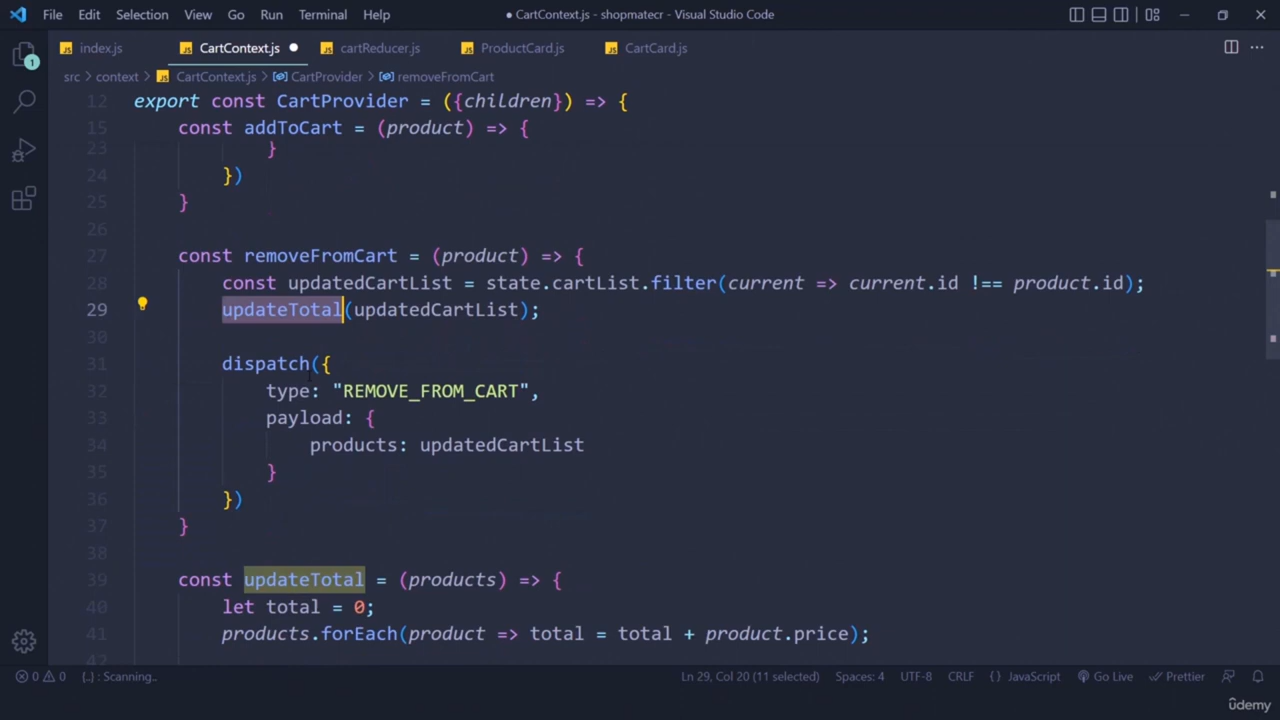 File Edit Selection View Go Run Terminal Help
● CartContext.js - shopmatecr - Visual Studio Code
index.js CartContext.js cartReducer.js ProductCard.js CartCard.js
src > context > CartContext.js > CartProvider > removeFromCart
12 export const CartProvider = ({children}) => {
15 const addToCart = (product) => {
23 }
24 })
25 }
26
27 const removeFromCart = (product) => {
28 const updatedCartList = state.cartList.filter(current => current.id !== product.id);
29 updateTotal(updatedCartList);
30
31 dispatch({
32 type: "REMOVE_FROM_CART",
33 payload: {
34 products: updatedCartList
35 }
36 })
37 }
38
39 const updateTotal = (products) => {
40 let total = 0;
41 products.forEach(product => total = total + product.price);
42
1
0 0 {..} : Scanning.. Ln 29, Col 20 (11 selected) Spaces: 4 UTF-8 CRLF {} JavaScript Go Live Prettier
ûdemy